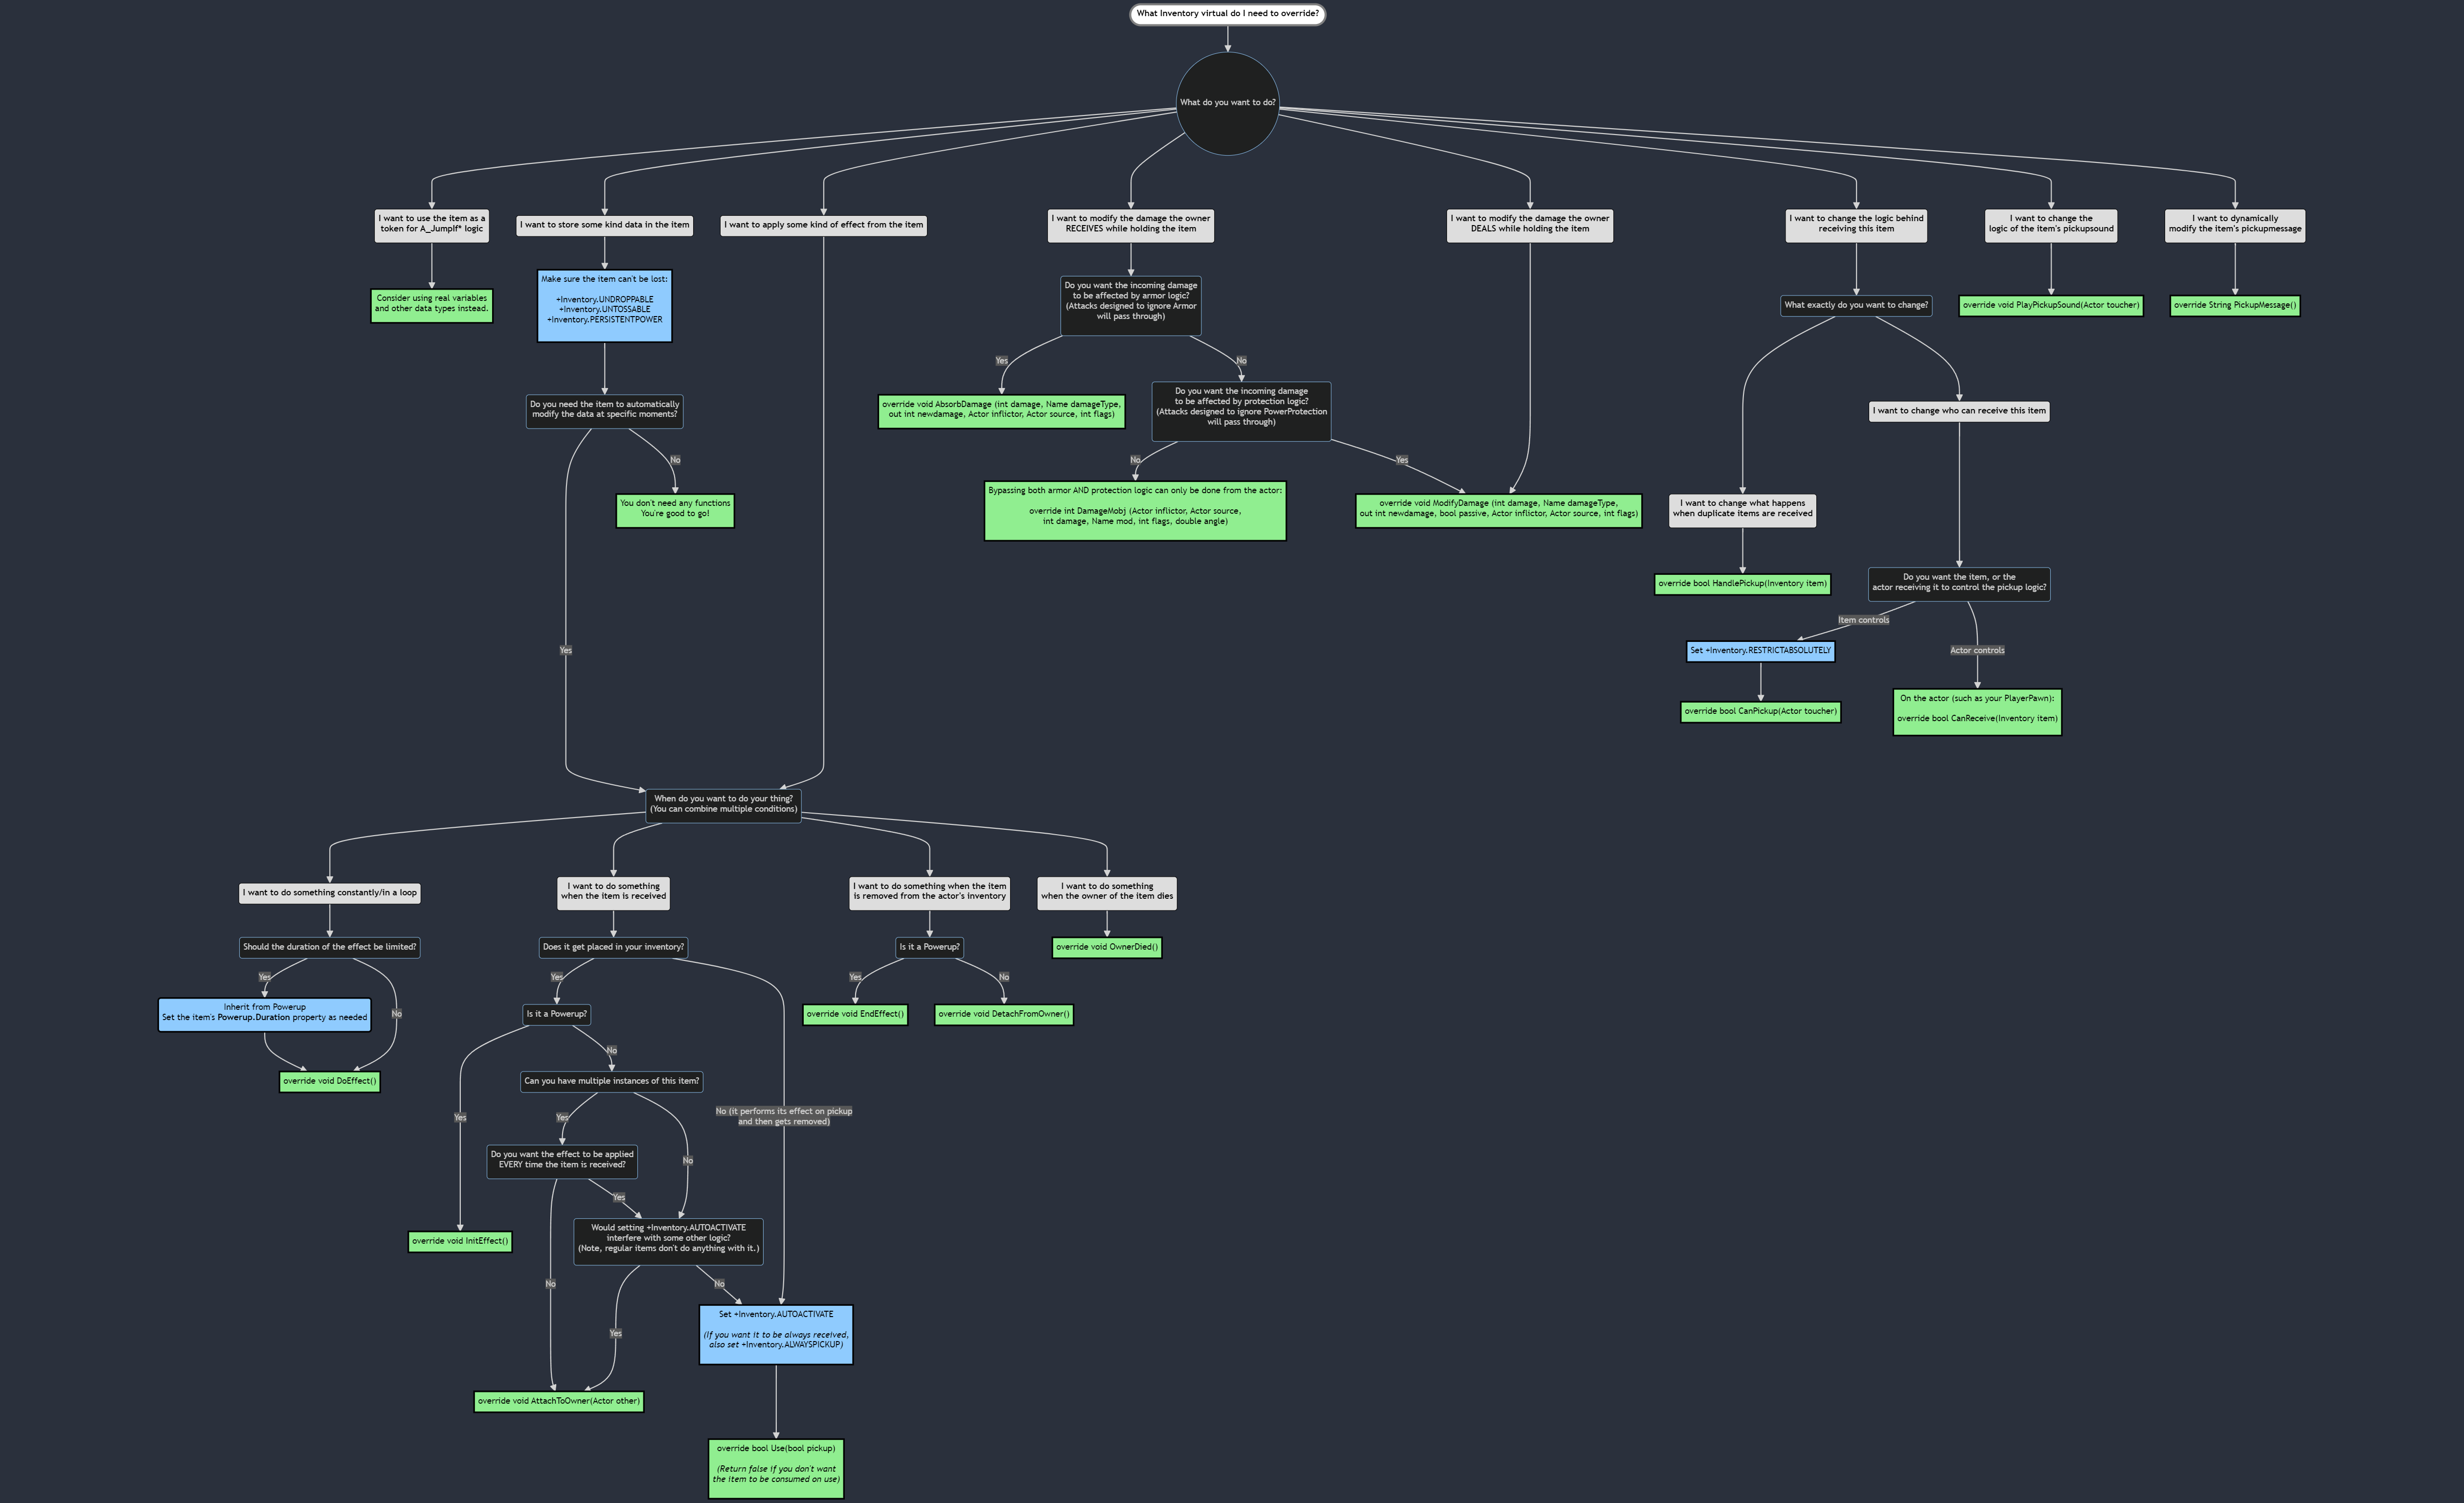 What Inventory virtual do I need to override?
What do you want to do?
I want to use the item as a
token for A_JumpIf* logic
I want to store some kind data in the item
I want to apply some kind of effect from the item
I want to modify the damage the owner
RECEIVES while holding the item
I want to modify the damage the owner
DEALS while holding the item
I want to change the logic behind
receiving this item
I want to change the
logic of the item's pickupsound
I want to dynamically
modify the item's pickupmessage
Consider using real variables
and other data types instead.
Make sure the item can't be lost:
+Inventory.UNDROPPABLE
+Inventory.UNTOSSABLE
+Inventory.PERSISTENTPOWER
Do you want the incoming damage
to be affected by armor logic?
(Attacks designed to ignore Armor
will pass through)
What exactly do you want to change?
override void PlayPickupSound(Actor toucher)
override String PickupMessage()
Yes
No
Do you need the item to automatically
modify the data at specific moments?
override void AbsorbDamage (int damage, Name damageType,
out int newdamage, Actor inflictor, Actor source, int flags)
Do you want the incoming damage
to be affected by protection logic?
(Attacks designed to ignore PowerProtection
will pass through)
I want to change who can receive this item
No
No
Yes
You don't need any functions
You're good to go!
Bypassing both armor AND protection logic can only be done from the actor:
override int DamageMobj (Actor inflictor, Actor source,
int damage, Name mod, int flags, double angle)
override void ModifyDamage (int damage, Name damageType,
out int newdamage, bool passive, Actor inflictor, Actor source, int flags)
I want to change what happens
when duplicate items are received
override bool HandlePickup(Inventory item)
Do you want the item, or the
actor receiving it to control the pickup logic?
Item controls
Yes
Set +Inventory.RESTRICTABSOLUTELY
Actor controls
override bool CanPickup(Actor toucher)
On the actor (such as your PlayerPawn):
override bool CanReceive(Inventory item)
When do you want to do your thing?
(You can combine multiple conditions)
I want to do something constantly/in a loop
I want to do something
when the item is received
I want to do something when the item
is removed from the actor's inventory
I want to do something
when the owner of the item dies
Should the duration of the effect be limited?
Does it get placed in your inventory?
Is it a Powerup?
override void OwnerDied()
Yes
Yes
Yes
No
Inherit from Powerup
Set the item's Powerup.Duration property as needed
No
Is it a Powerup?
override void EndEffect()
override void DetachFromOwner()
No
override void DoEffect()
Can you have multiple instances of this item?
Yes
Yes
No (it performs its effect on pickup
and then gets removed)
Do you want the effect to be applied
EVERY time the item is received?
No
Yes
override void InitEffect()
Would setting +Inventory.AUTOACTIVATE
interfere with some other logic?
(Note, regular items don't do anything with it.)
No
No
Yes
Set +Inventory.AUTOACTIVATE
(If you want it to be always received,
also set +Inventory.ALWAYSPICKUP)
override void AttachToOwner(Actor other)
override bool Use(bool pickup)
(Return false if you don't want
the item to be consumed on use)